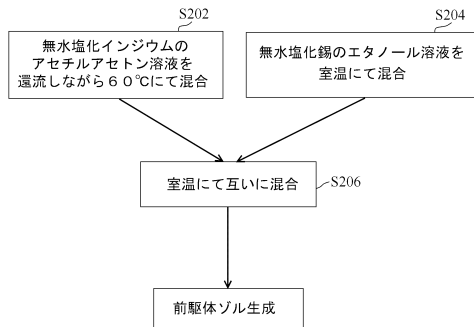 S202
無水塩化インジウムの
アセチルアセトン溶液を
還流しながら60℃にて混合
S204
無水塩化錫のエタノール溶液を
室温にて混合
室温にて互いに混合
S206
前駆体ゾル生成